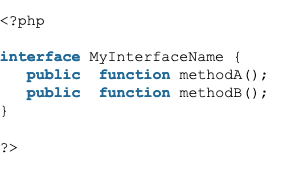 <?php
interface MyInterfaceName {
   public  function methodA();
   public  function methodB();
}
?>